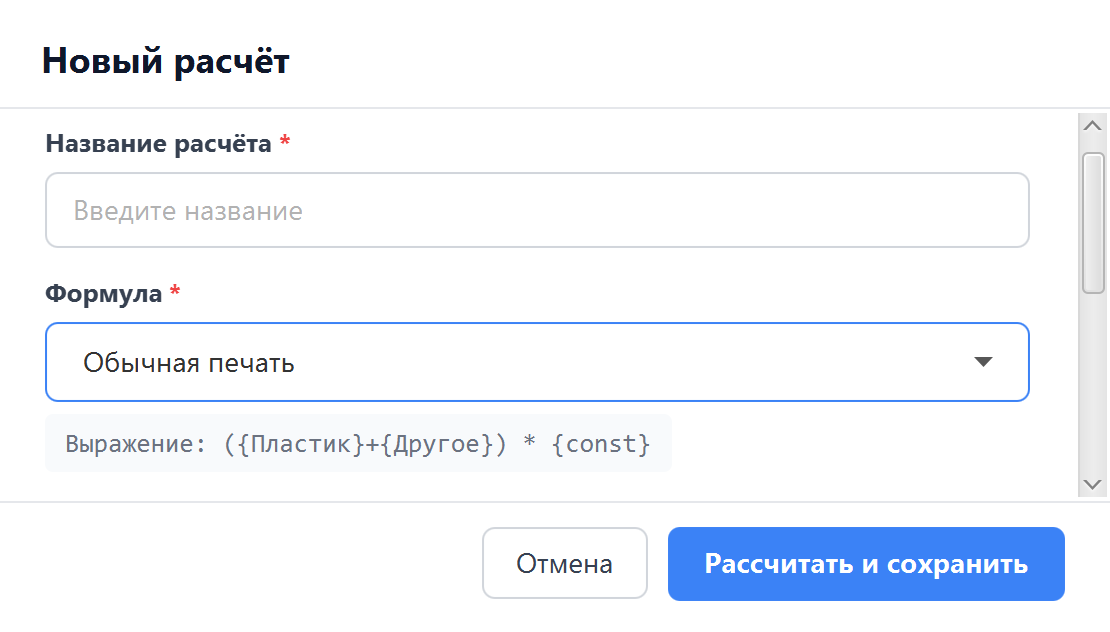 Новый расчёт
Название расчёта *
Введите название
Формула *
Обычная печать
Выражение: ({Пластик}+{Другое}) * {const}
Отмена
Рассчитать и сохранить